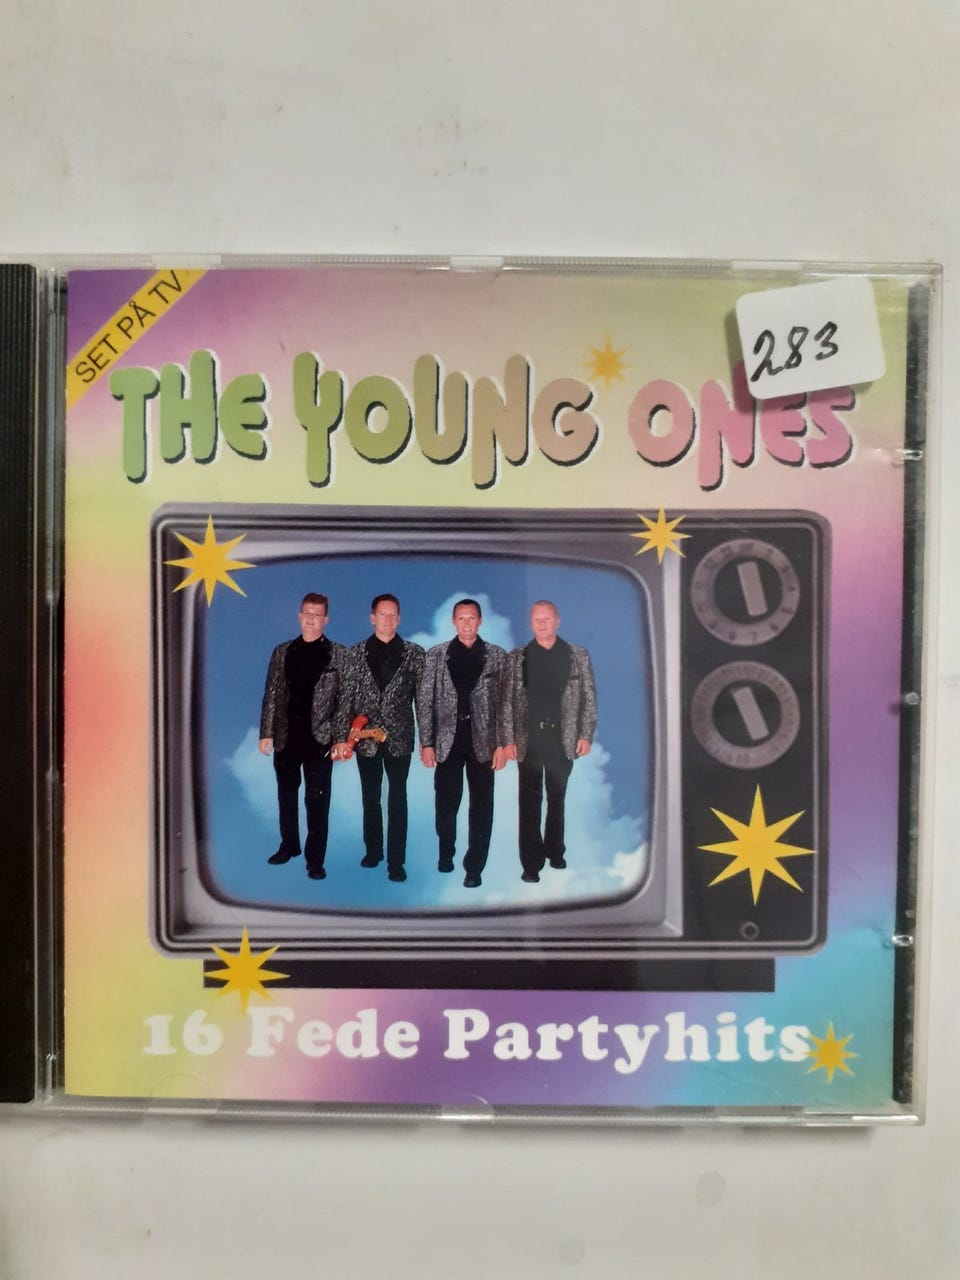 SET PÅ TV
283
THE YOUNG ONES
16 Fede Partyhits